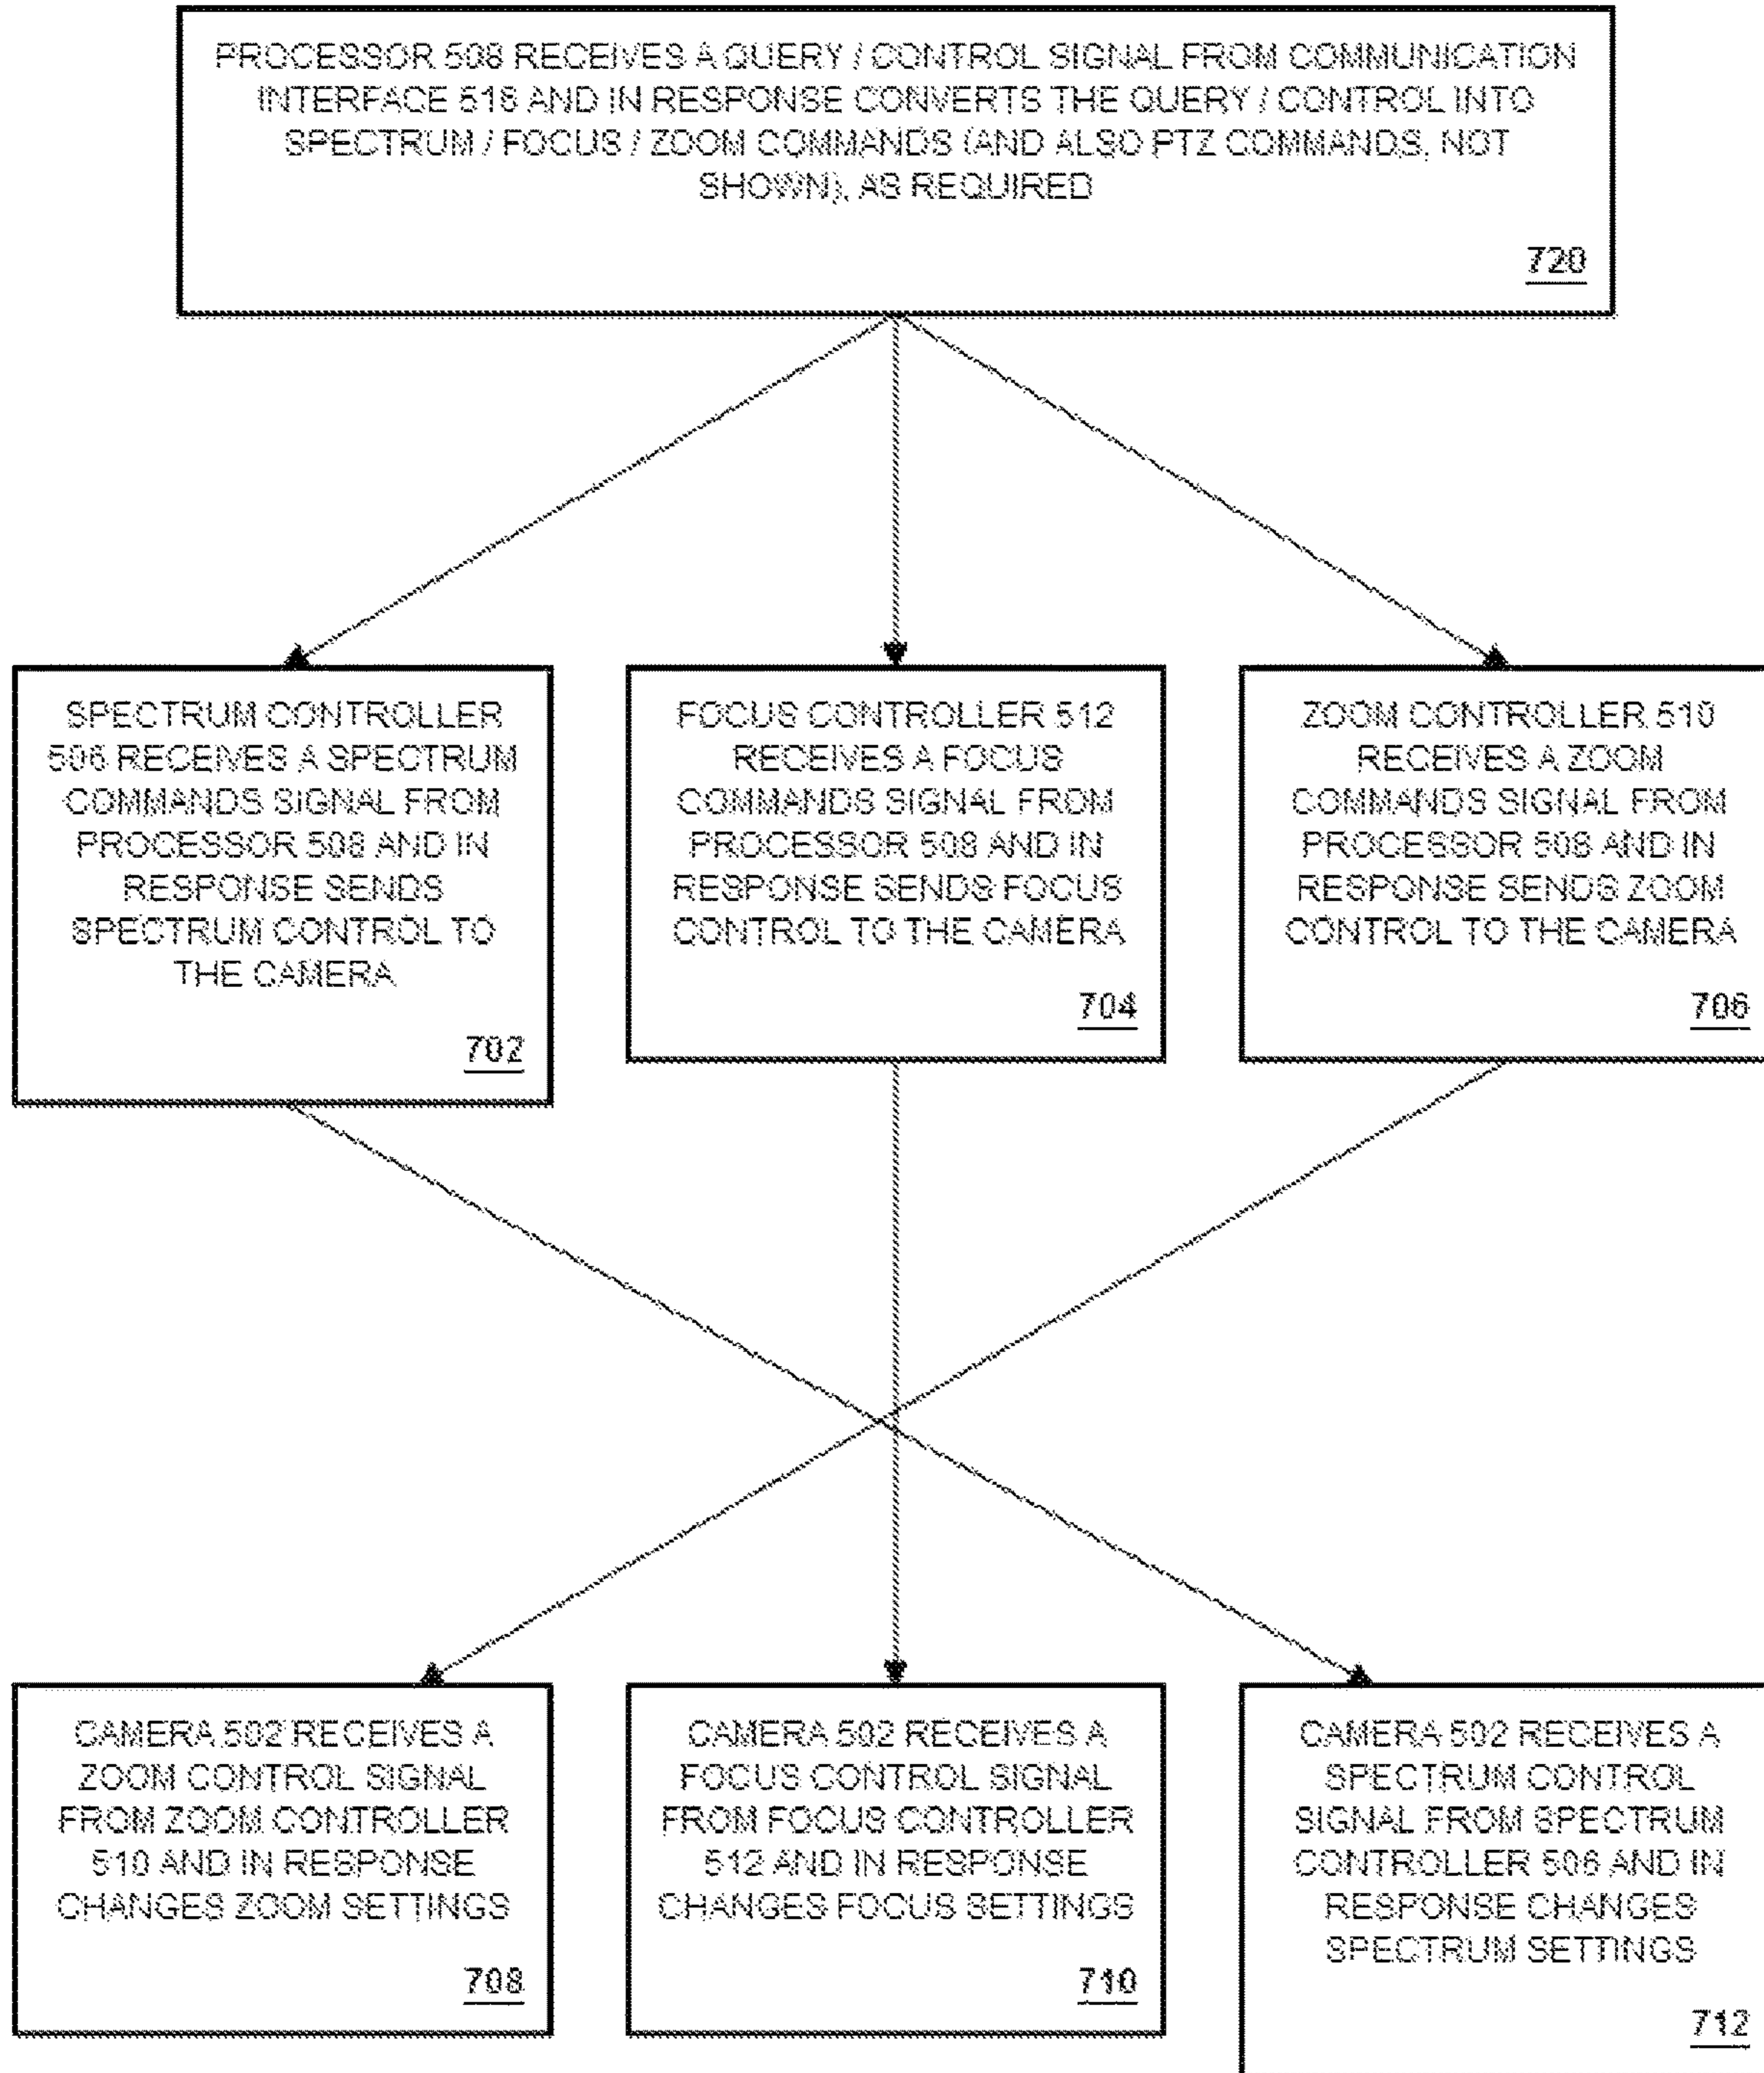 PROCESSOR 508 RECEIVES A QUERY / CONTROL SIGNAL FROM COMMUNICATION
INTERFACE 516 AND IN RESPONSE CONVERTS THE QUERY / CONTROL INTO
SPECTRUM / FOCUS / ZOOM COMMANDS (AND ALSO PTZ COMMANDS, NOT
SHOWN), AS REQUIRED
720
SPECTRUM CONTROLLER
506 RECEIVES A SPECTRUM
COMMANDS SIGNAL FROM
PROCESSOR 508 AND IN
RESPONSE SENDS
SPECTRUM CONTROL TO
THE CAMERA
702
FOCUS CONTROLLER 512
RECEIVES A FOCUS
COMMANDS SIGNAL FROM
PROCESSOR 508 AND IN
RESPONSE SENDS FOCUS
CONTROL TO THE CAMERA
704
ZOOM CONTROLLER 510
RECEIVES A ZOOM
COMMANDS SIGNAL FROM
PROCESSOR 508 AND IN
RESPONSE SENDS ZOOM
CONTROL TO THE CAMERA
706
CAMERA 502 RECEIVES A
ZOOM CONTROL SIGNAL
FROM ZOOM CONTROLLER
510 AND IN RESPONSE
CHANGES ZOOM SETTINGS
708
CAMERA 502 RECEIVES A
FOCUS CONTROL SIGNAL
FROM FOCUS CONTROLLER
512 AND IN RESPONSE
CHANGES FOCUS SETTINGS
710
CAMERA 502 RECEIVES A
SPECTRUM CONTROL
SIGNAL FROM SPECTRUM
CONTROLLER 506 AND IN
RESPONSE CHANGES
SPECTRUM SETTINGS
712